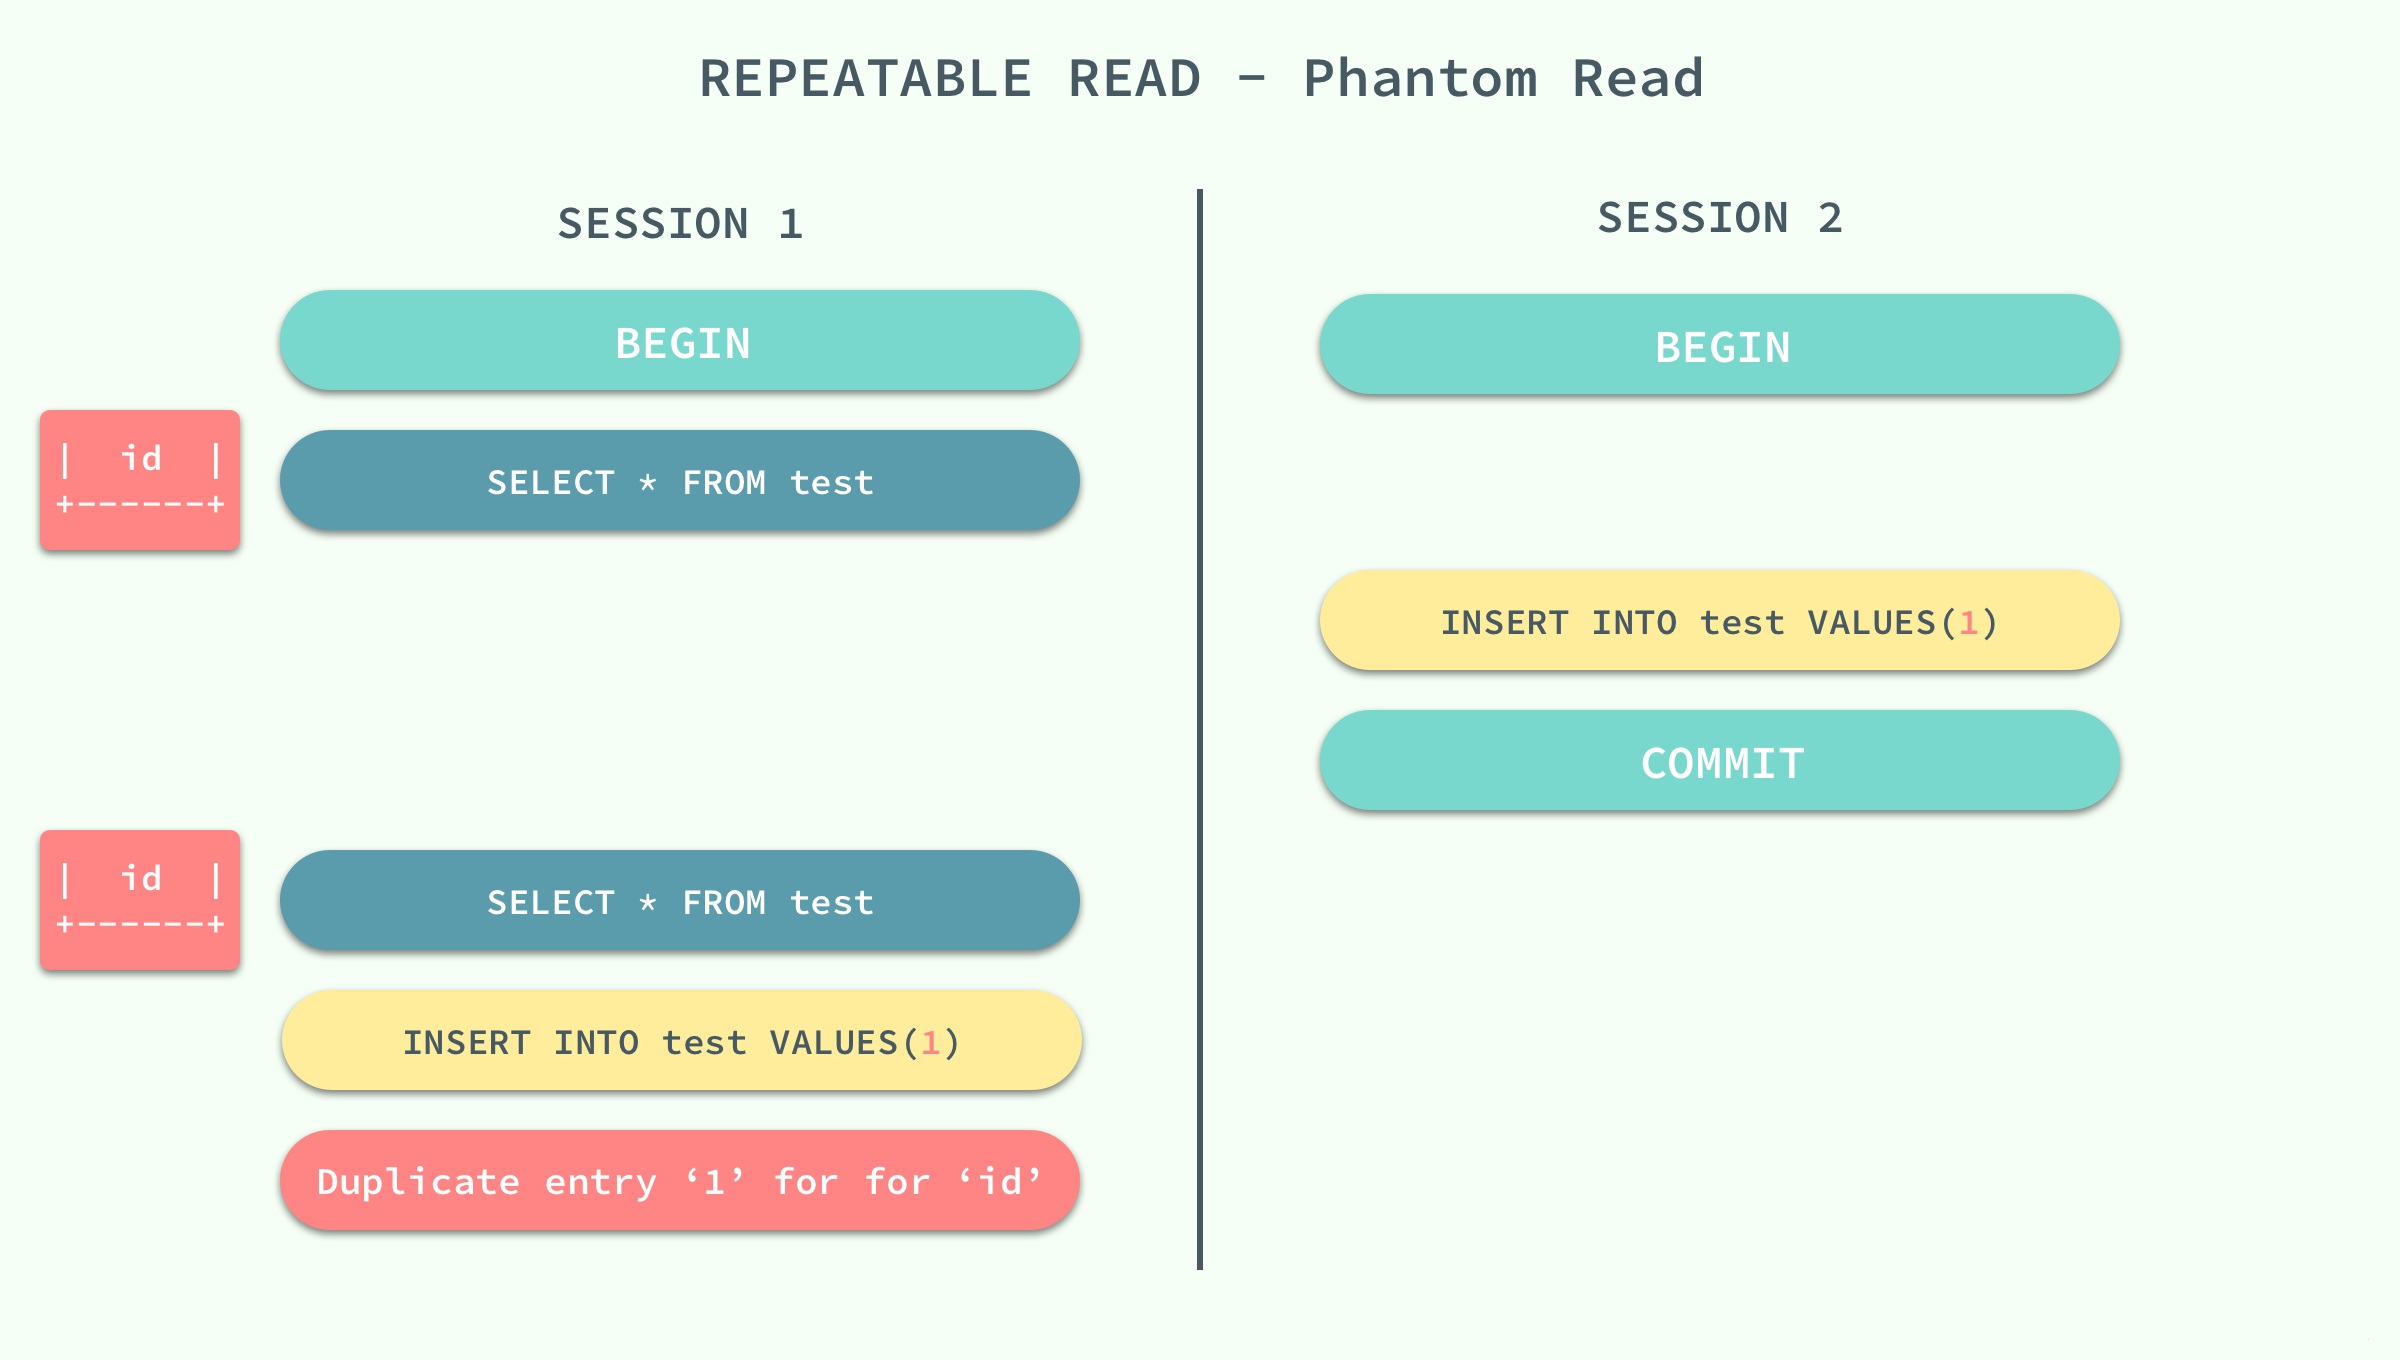 REPEATABLE READ - Phantom Read
SESSION 1
SESSION 2
BEGIN
BEGIN
| id |
+------+
SELECT * FROM test
INSERT INTO test VALUES(1)
COMMIT
| id |
+------+
SELECT * FROM test
INSERT INTO test VALUES(1)
Duplicate entry ‘1’ for for ‘id’